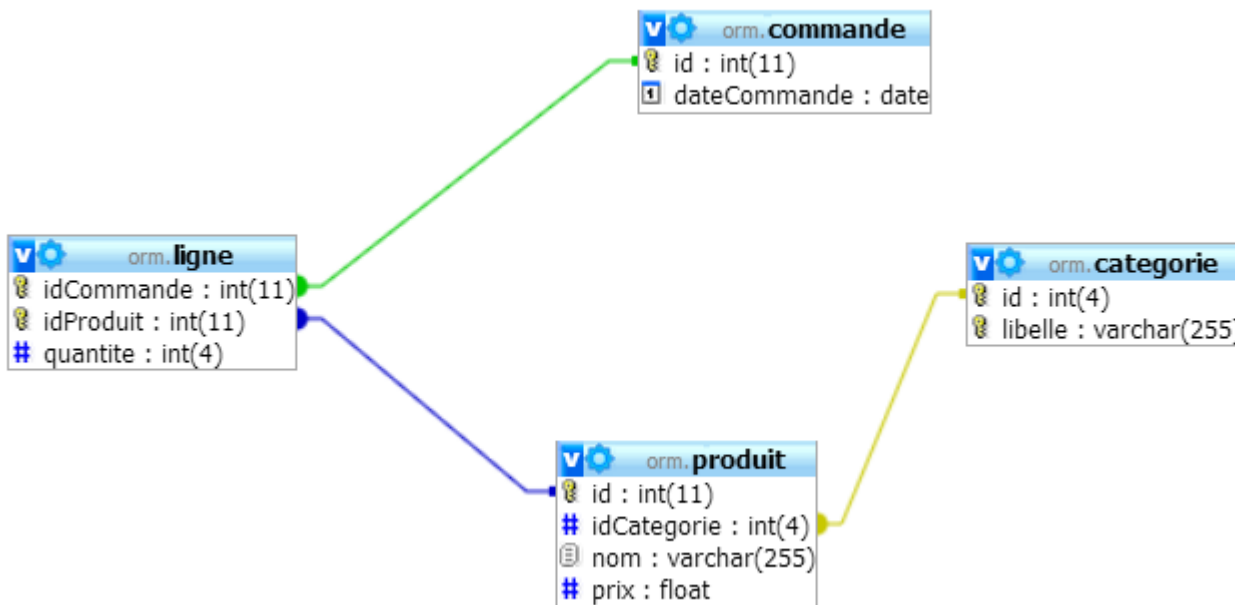 orm.commande
id : int(11)
dateCommande : date
orm.ligne
idCommande : int(11)
idProduit : int(11)
# quantite : int(4)
orm.categorie
id : int(4)
libelle : varchar(255)
orm.produit
id : int(11)
# idCategorie : int(4)
nom : varchar(255)
# prix : float